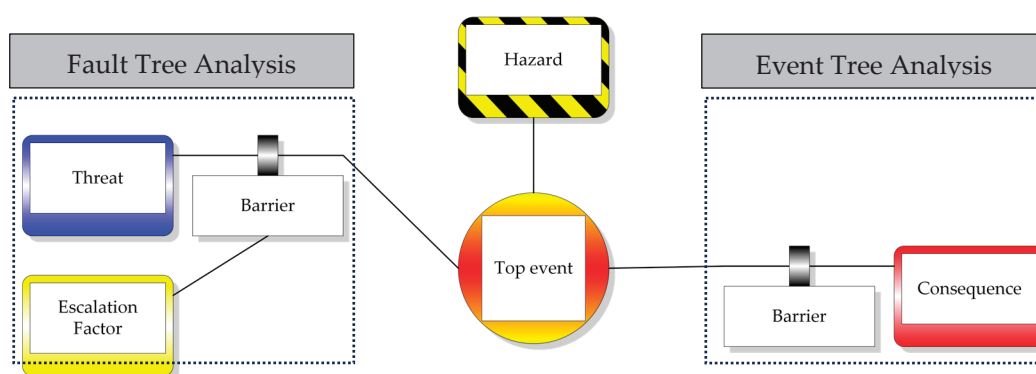 Fault Tree Analysis
Hazard
Event Tree Analysis
Threat
Barrier
Escalation
Factor
Top event
Barrier
Consequence